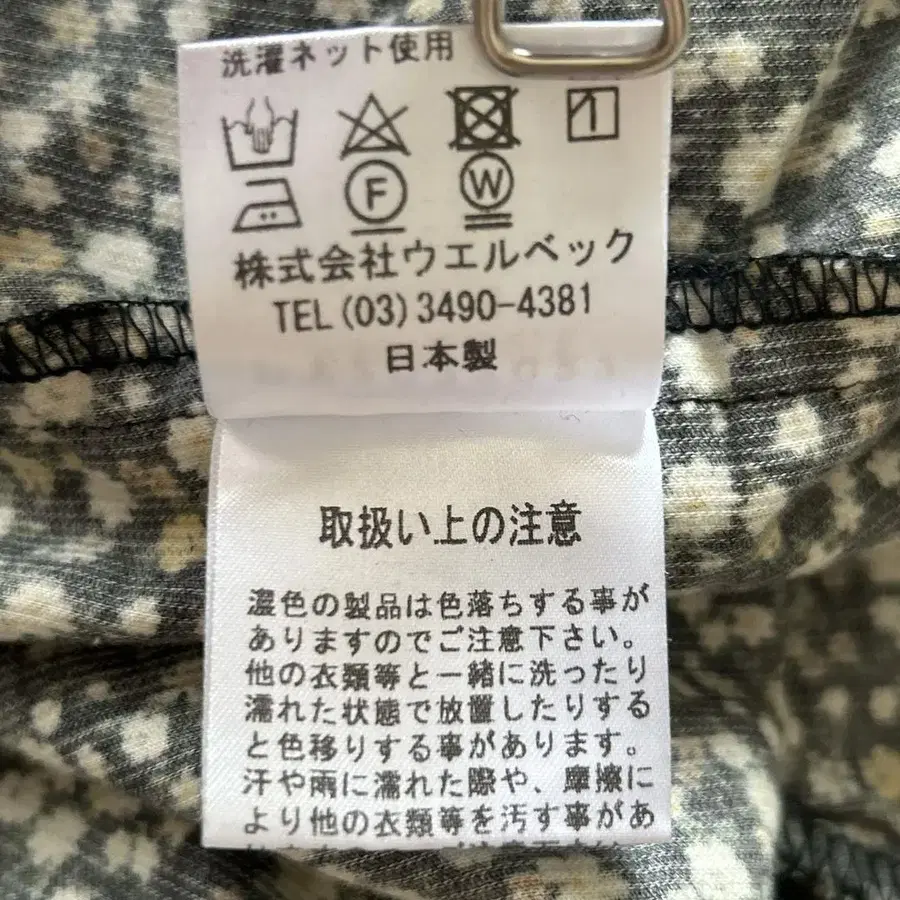 洗濯ネット使用
F
W
株式会社ウエルベック
TEL(03)3490-4381
日本製
取扱い上の注意
濃色の製品は色落ちする事が
ありますのでご注意下さい。
他の衣類等と一緒に洗ったり
濡れた状態で放置したりする
と色移りする事があります。
汗や雨に濡れた際や、摩擦に
より他の衣類等を汚す事があ